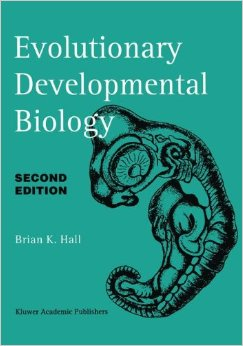 Evolutionary
Developmental
Biology
SECOND
EDITION
Brian K. Hall
Kluwer Academic Publishers